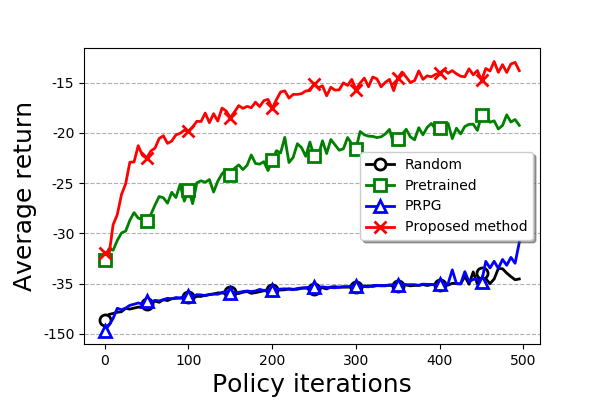 Average return
-15
-20
-25
-30
-35
-150
Random
Pretrained
PRPG
Proposed method
0 100 200 300 400 500
Policy iterations